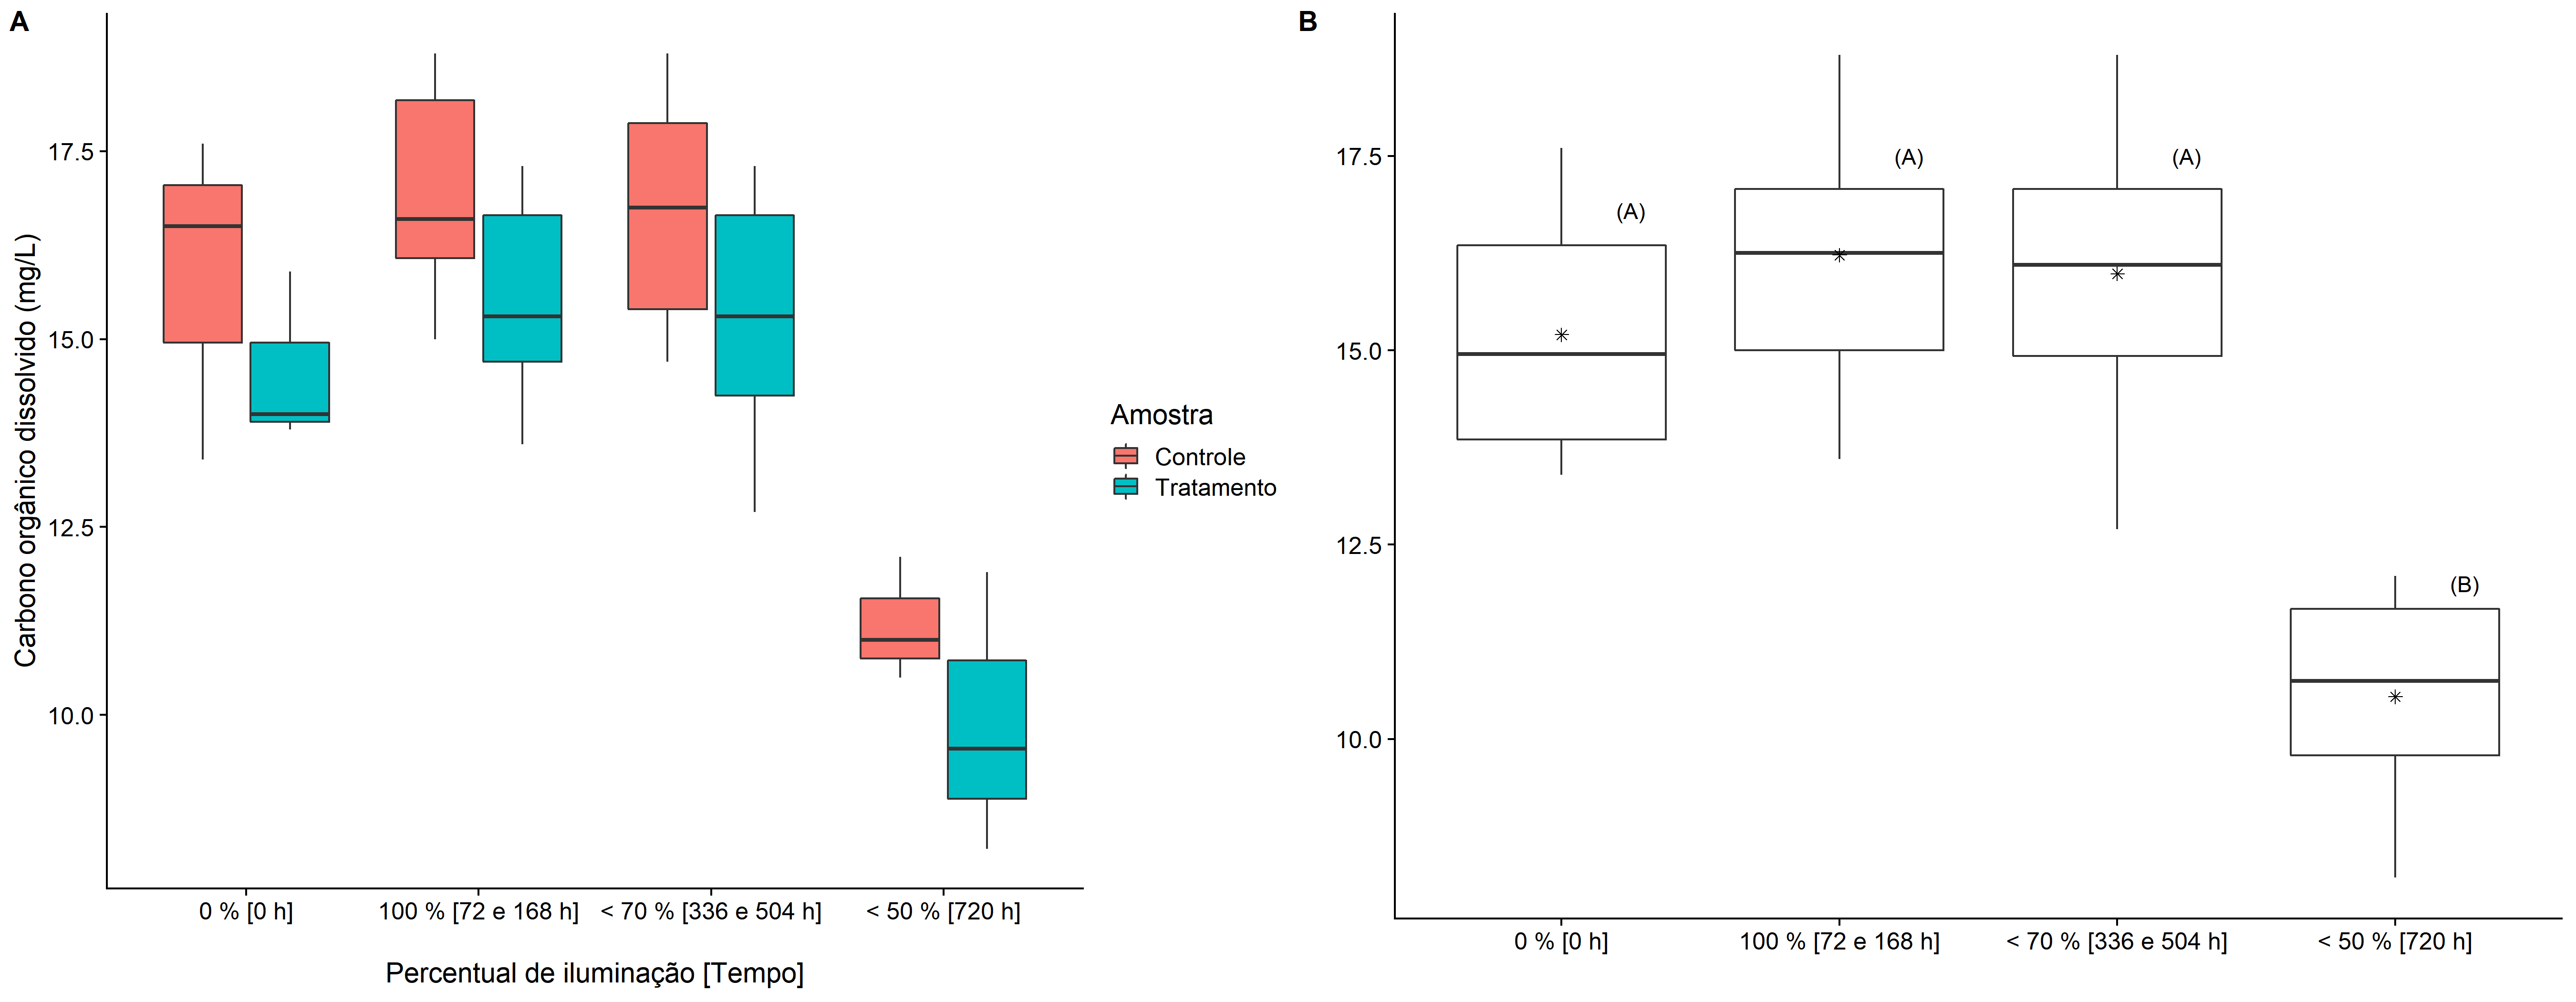 A
Carbono orgânico dissolvido (mg/L)
17.5
15.0
12.5
10.0
0 % [0 h]
100 % [72 e 168 h]
< 70 % [336 e 504 h]
< 50 % [720 h]
Percentual de iluminação [Tempo]
Amostra
Controle
Tratamento
B
17.5
15.0
12.5
10.0
(A)
(A)
(A)
(B)
0 % [0 h]
100 % [72 e 168 h]
< 70 % [336 e 504 h]
< 50 % [720 h]